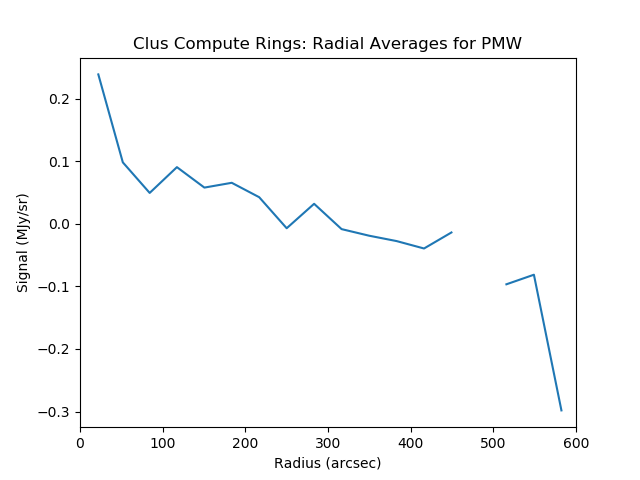 Clus Compute Rings: Radial Averages for PMW
Signal (MJy/sr)
0.2
0.1
0.0
−0.1
−0.2
−0.3
0 100 200 300 400 500 600
Radius (arcsec)